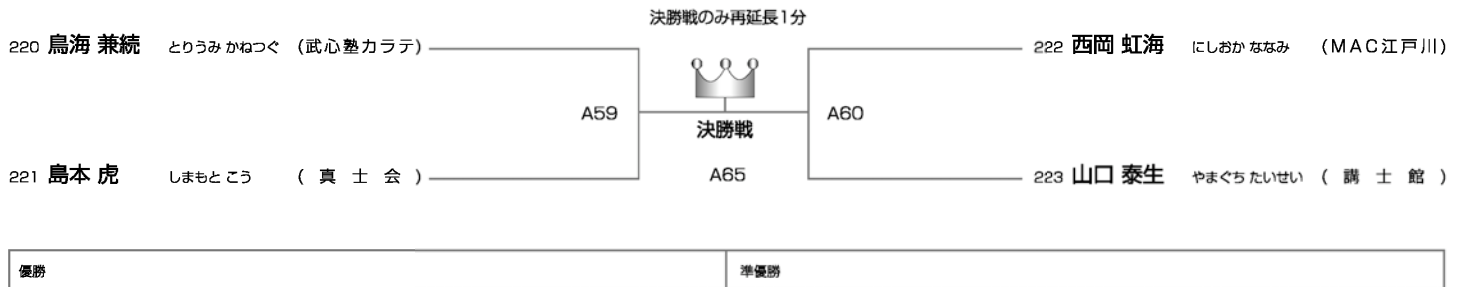 決勝戦のみ再延長1分
220 鳥海 兼続 とりうみ かねつぐ (武心塾カラテ)
222 西岡 虹海 にしおか ななみ (MAC江戸川)
A59
A60
決勝戦
221 島本 虎 しまもと こう (真士会)
A65
223 山口 泰生 やまぐち たいせい (講士館)
優勝
準優勝